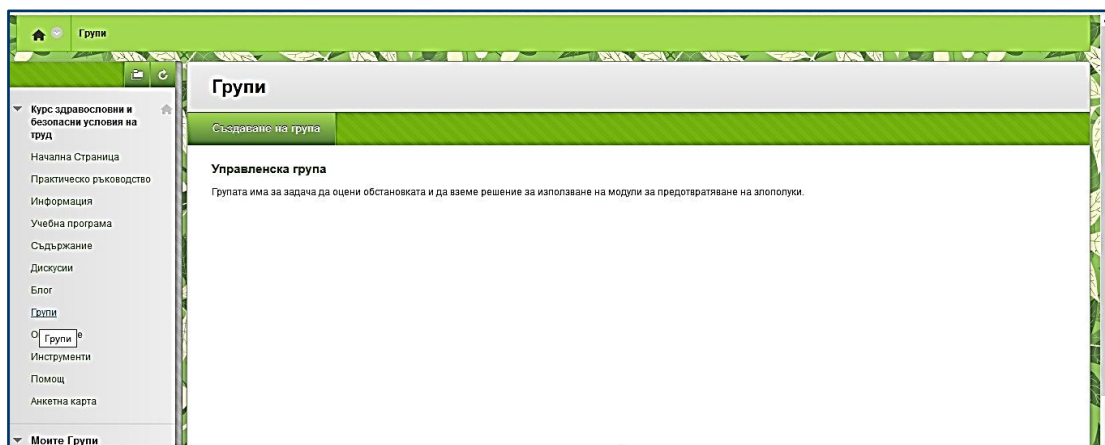 Групи
Групи
Курс здравословни и
безопасни условия на
труд
Начална Страница
Практическо ръководство
Информация
Учебна програма
Съдържание
Дискусии
Блог
Групи
Групи
Инструменти
Помощ
Анкетна карта
Моите Групи
Създаване на група
Управленска група
Групата има за задача да оцени обстановката и да вземе решение за използване на модули за предотвратяване на злополуки.